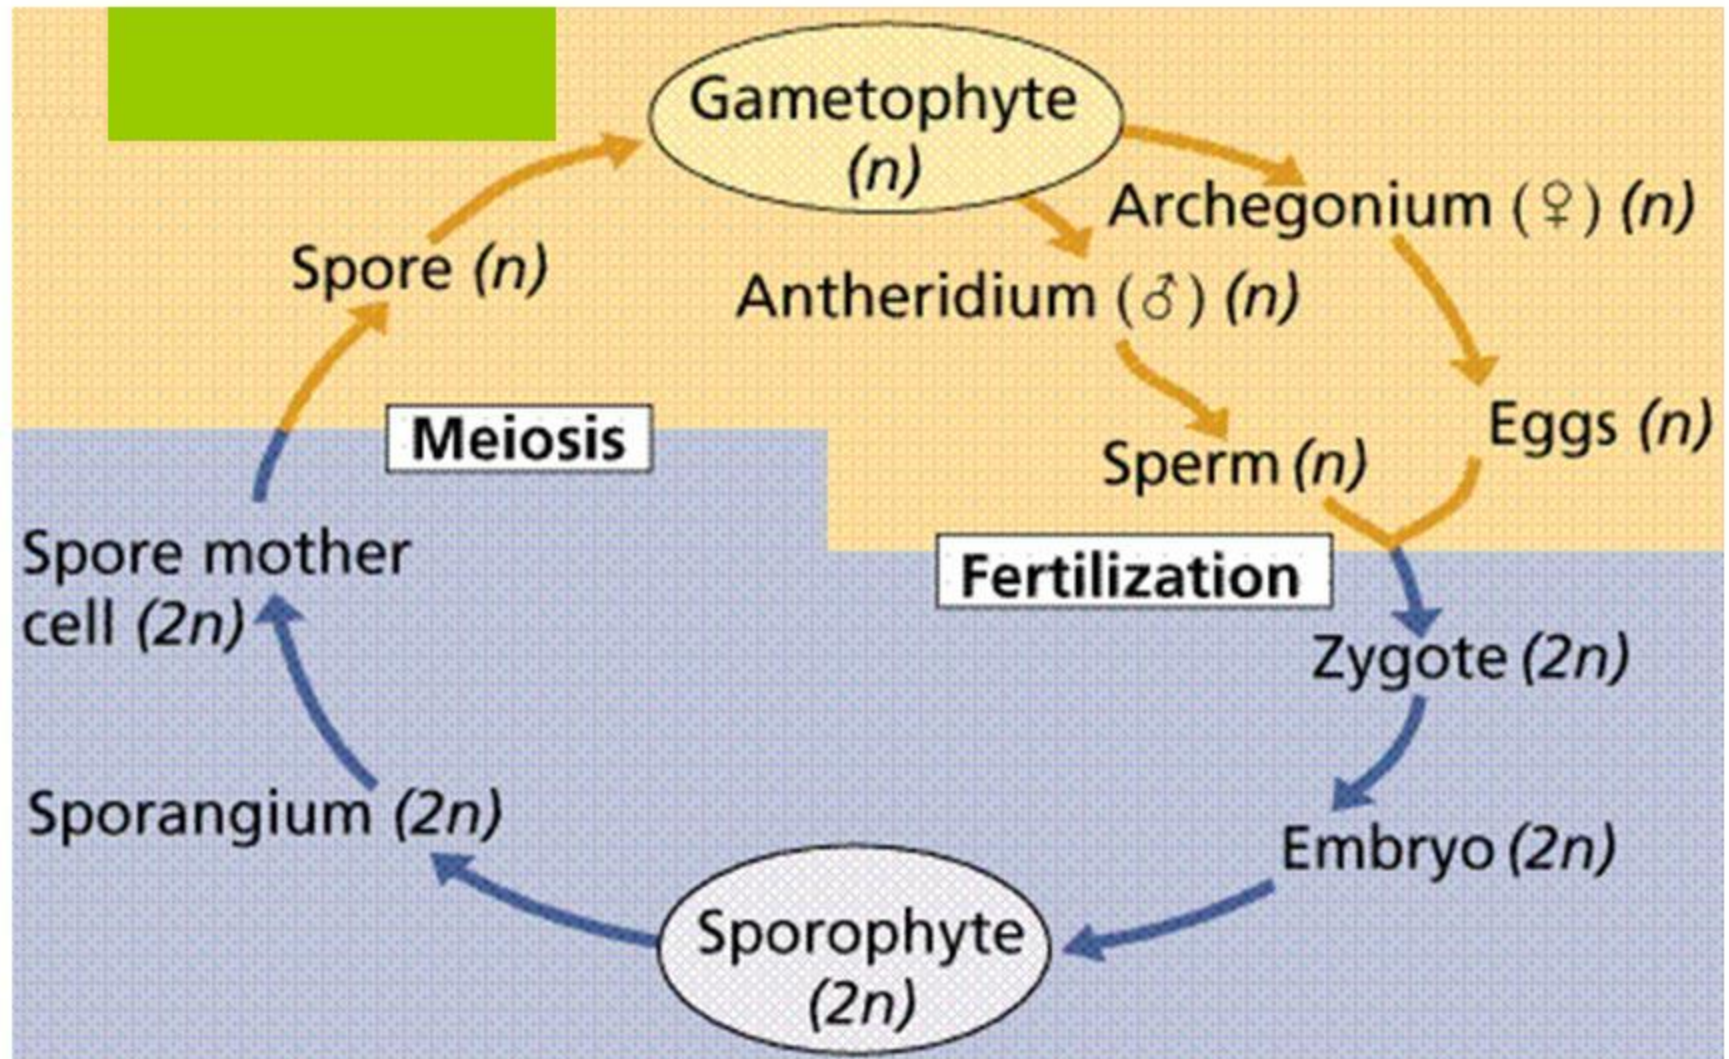 Gametophyte
(n)
Archegonium (♀) (n)
Spore (n)
Antheridium (♂) (n)
Eggs (n)
Meiosis
Sperm (n)
Spore mother
cell (2n)
Fertilization
Zygote (2n)
Sporangium (2n)
Embryo (2n)
Sporophyte
(2n)